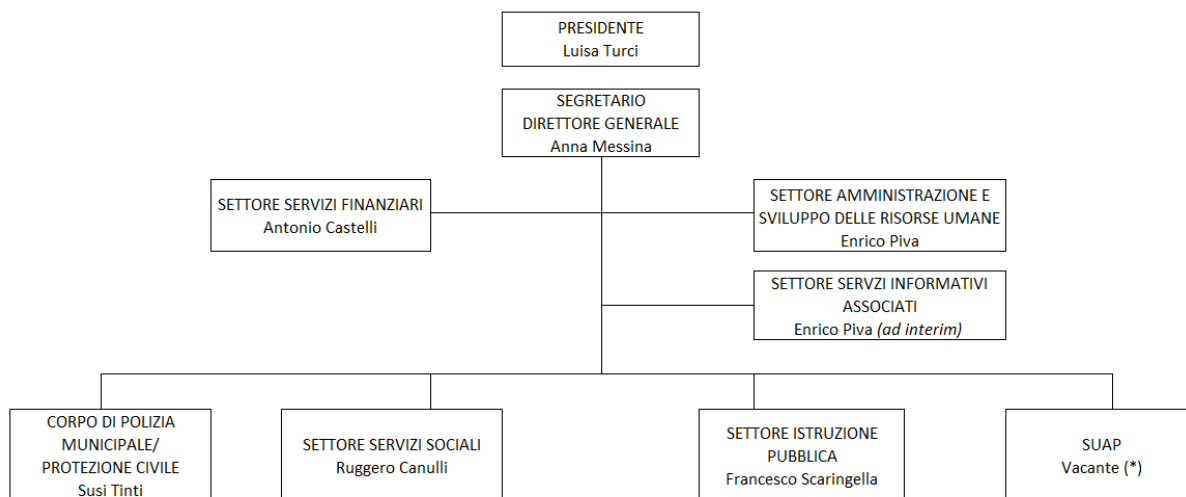 PRESIDENTE
Luisa Turci
SEGRETARIO
DIRETTORE GENERALE
Anna Messina
SETTORE SERVIZI FINANZIARI
Antonio Castelli
SETTORE AMMINISTRAZIONE E
SVILUPPO DELLE RISORSE UMANE
Enrico Piva
SETTORE SERVZI INFORMATIVI
ASSOCIATI
Enrico Piva (ad interim)
CORPO DI POLIZIA
MUNICIPALE/
PROTEZIONE CIVILE
Susi Tinti
SETTORE SERVIZI SOCIALI
Ruggero Canulli
SETTORE ISTRUZIONE
PUBBLICA
Francesco Scaringella
SUAP
Vacante (*)